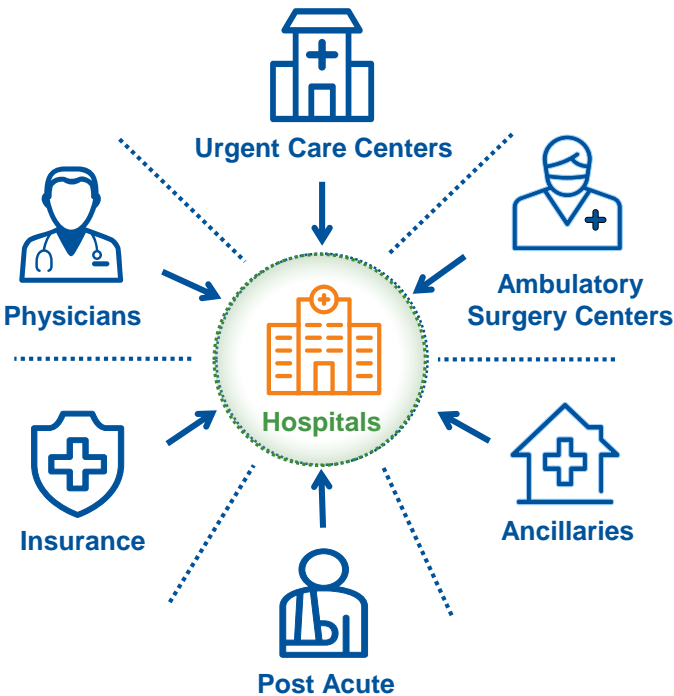 Urgent Care Centers
Physicians
Ambulatory
Surgery Centers
Hospitals
Insurance
Ancillaries
Post Acute